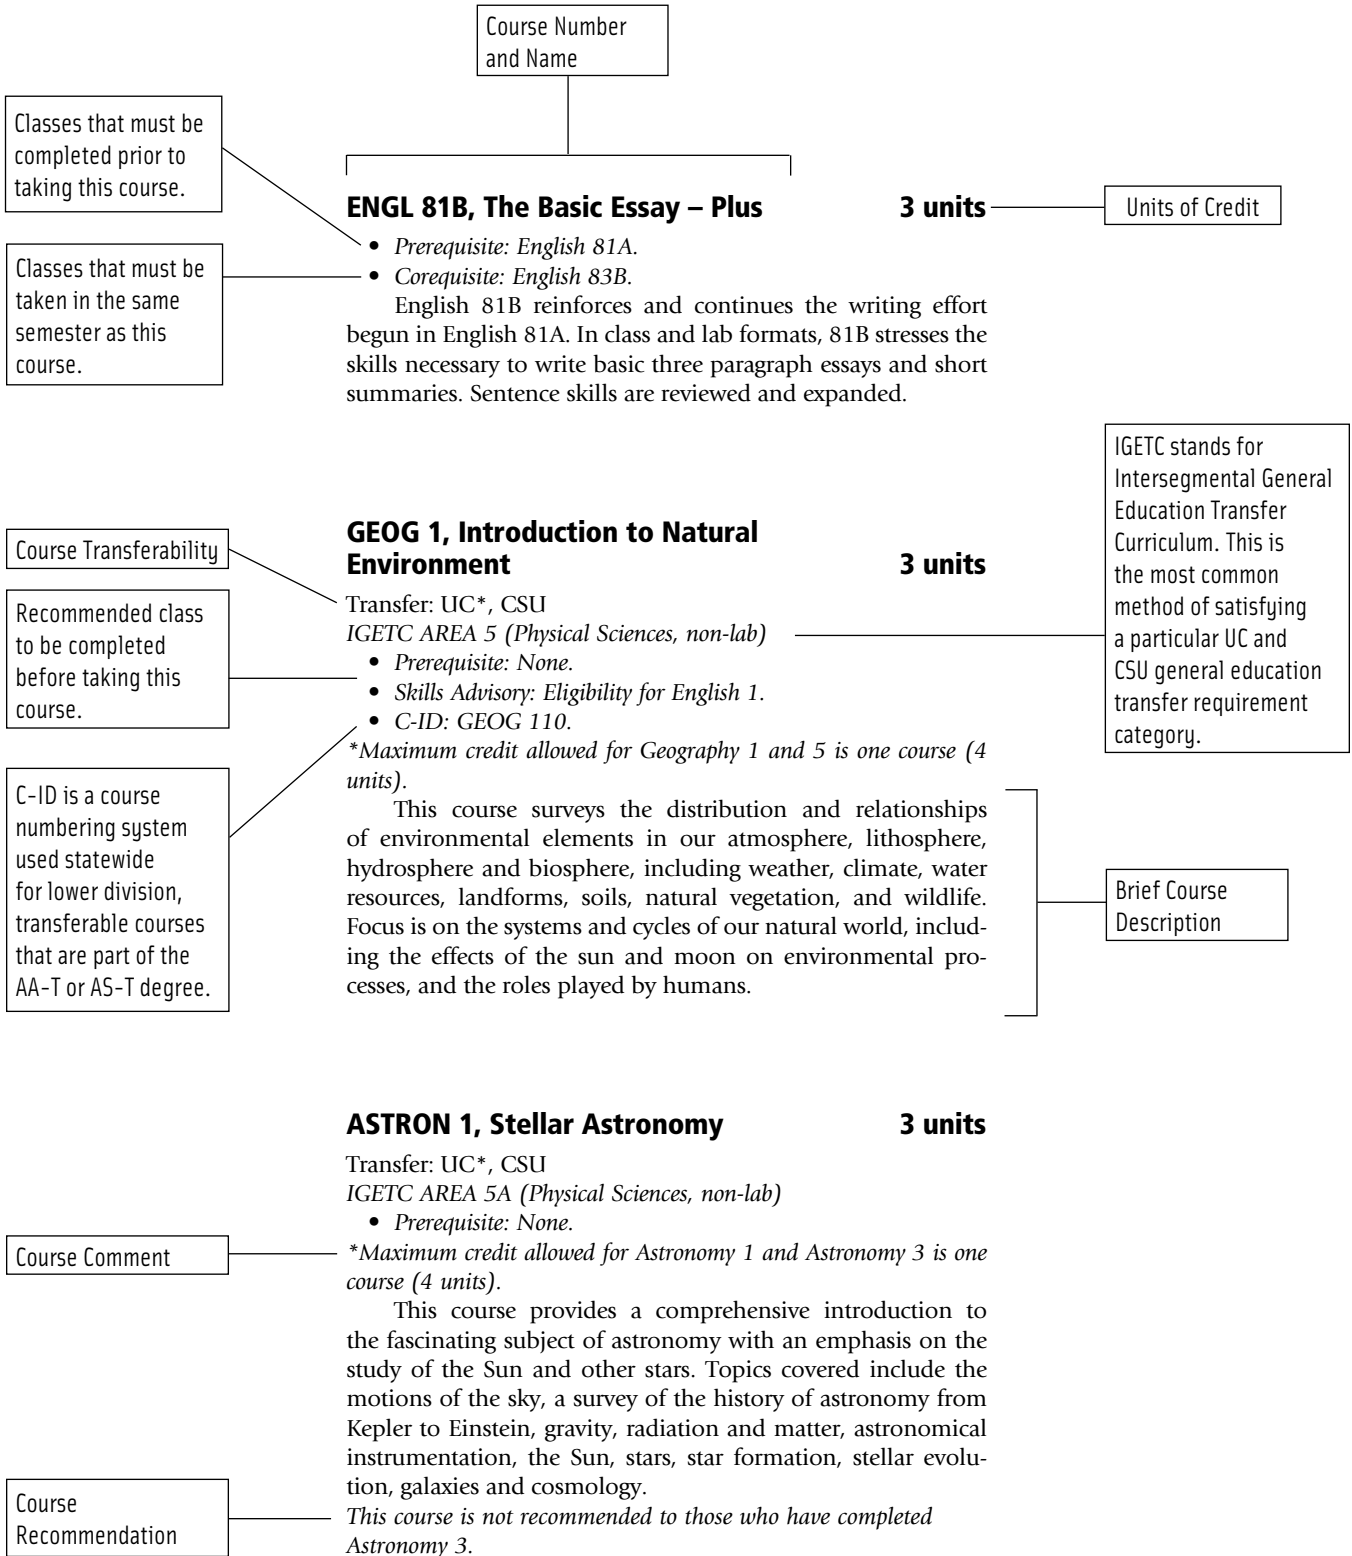 Course Number
and Name
Classes that must be
completed prior to
taking this course.
ENGL 81B, The Basic Essay – Plus 3 units
Units of Credit
• Prerequisite: English 81A.
• Corequisite: English 83B.
Classes that must be
taken in the same
semester as this
course.
English 81B reinforces and continues the writing effort
begun in English 81A. In class and lab formats, 81B stresses the
skills necessary to write basic three paragraph essays and short
summaries. Sentence skills are reviewed and expanded.
IGETC stands for
Intersegmental General
Education Transfer
Curriculum. This is
the most common
method of satisfying
a particular UC and
CSU general education
transfer requirement
category.
GEOG 1, Introduction to Natural
Environment 3 units
Course Transferability
Transfer: UC*, CSU
IGETC AREA 5 (Physical Sciences, non-lab)
• Prerequisite: None.
• Skills Advisory: Eligibility for English 1.
• C-ID: GEOG 110.
Recommended class
to be completed
before taking this
course.
*Maximum credit allowed for Geography 1 and 5 is one course (4
units).
C-ID is a course
numbering system
used statewide
for lower division,
transferable courses
that are part of the
AA-T or AS-T degree.
This course surveys the distribution and relationships
of environmental elements in our atmosphere, lithosphere,
hydrosphere and biosphere, including weather, climate, water
resources, landforms, soils, natural vegetation, and wildlife.
Focus is on the systems and cycles of our natural world, includ-
ing the effects of the sun and moon on environmental pro-
cesses, and the roles played by humans.
Brief Course
Description
ASTRON 1, Stellar Astronomy 3 units
Transfer: UC*, CSU
IGETC AREA 5A (Physical Sciences, non-lab)
• Prerequisite: None.
Course Comment
*Maximum credit allowed for Astronomy 1 and Astronomy 3 is one
course (4 units).
This course provides a comprehensive introduction to
the fascinating subject of astronomy with an emphasis on the
study of the Sun and other stars. Topics covered include the
motions of the sky, a survey of the history of astronomy from
Kepler to Einstein, gravity, radiation and matter, astronomical
instrumentation, the Sun, stars, star formation, stellar evolu-
tion, galaxies and cosmology.
Course
Recommendation
This course is not recommended to those who have completed
Astronomy 3.